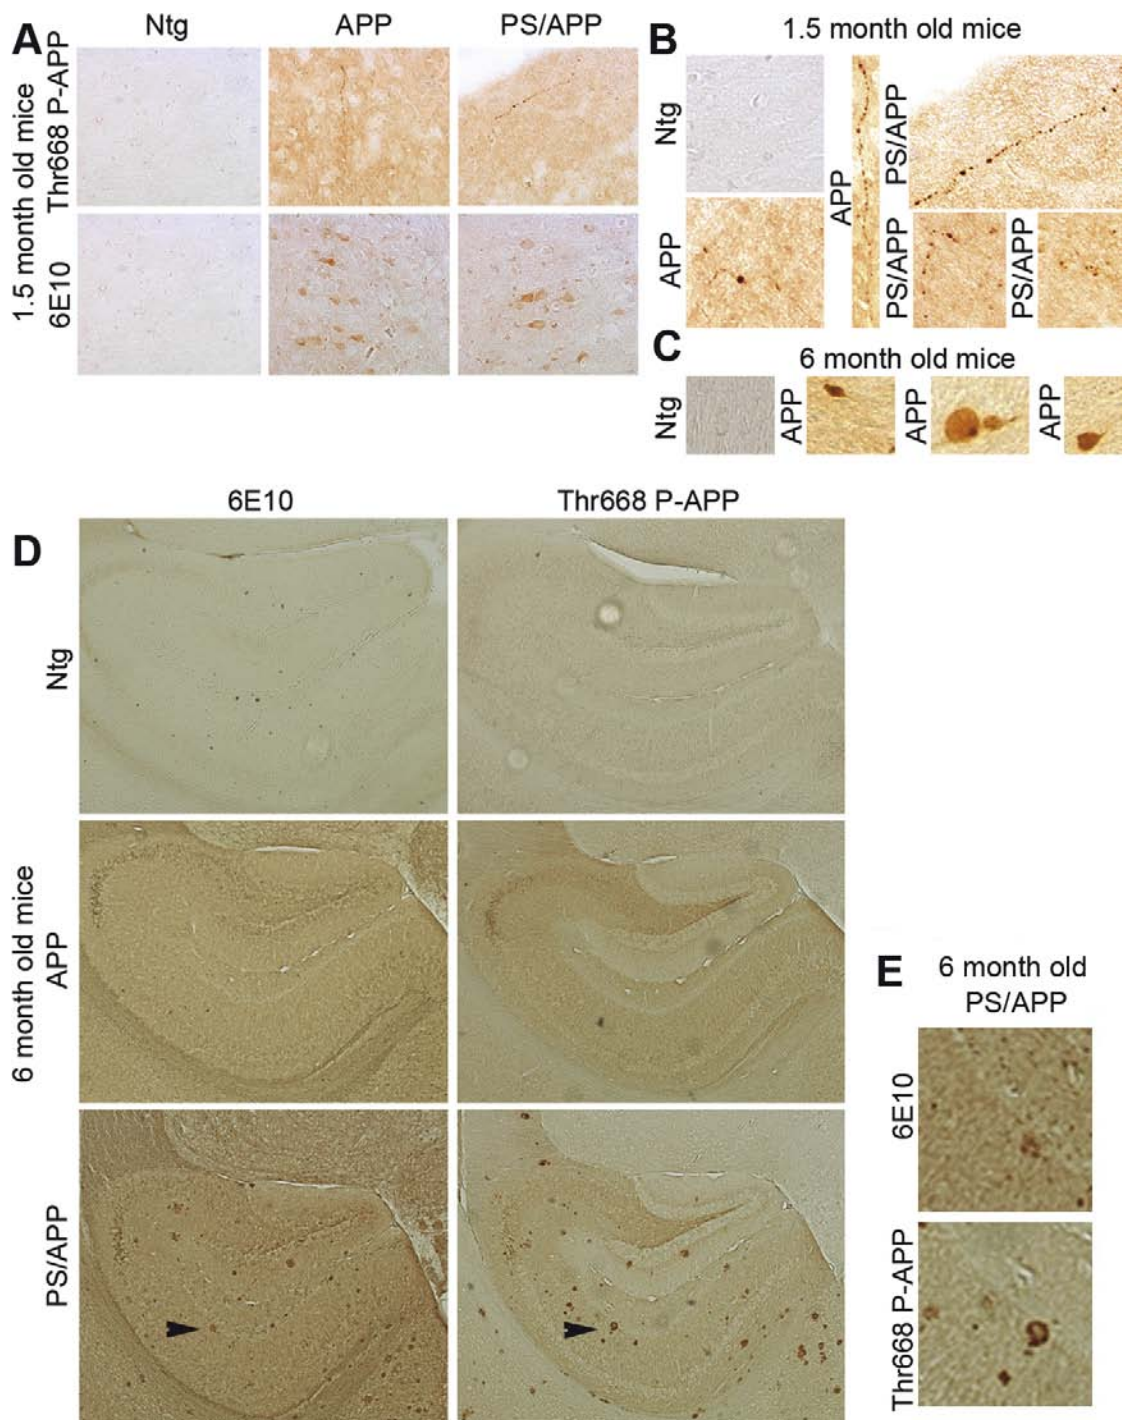 A
Ntg
APP
PS/APP
1.5 month old mice
Thr668 P-APP
6E10
B
1.5 month old mice
Ntg
APP
APP
PS/APP
PS/APP
PS/APP
C
6 month old mice
Ntg
APP
APP
APP
D
6E10
Thr668 P-APP
6 month old mice
Ntg
APP
PS/APP
E
6 month old
PS/APP
6E10
Thr668 P-APP